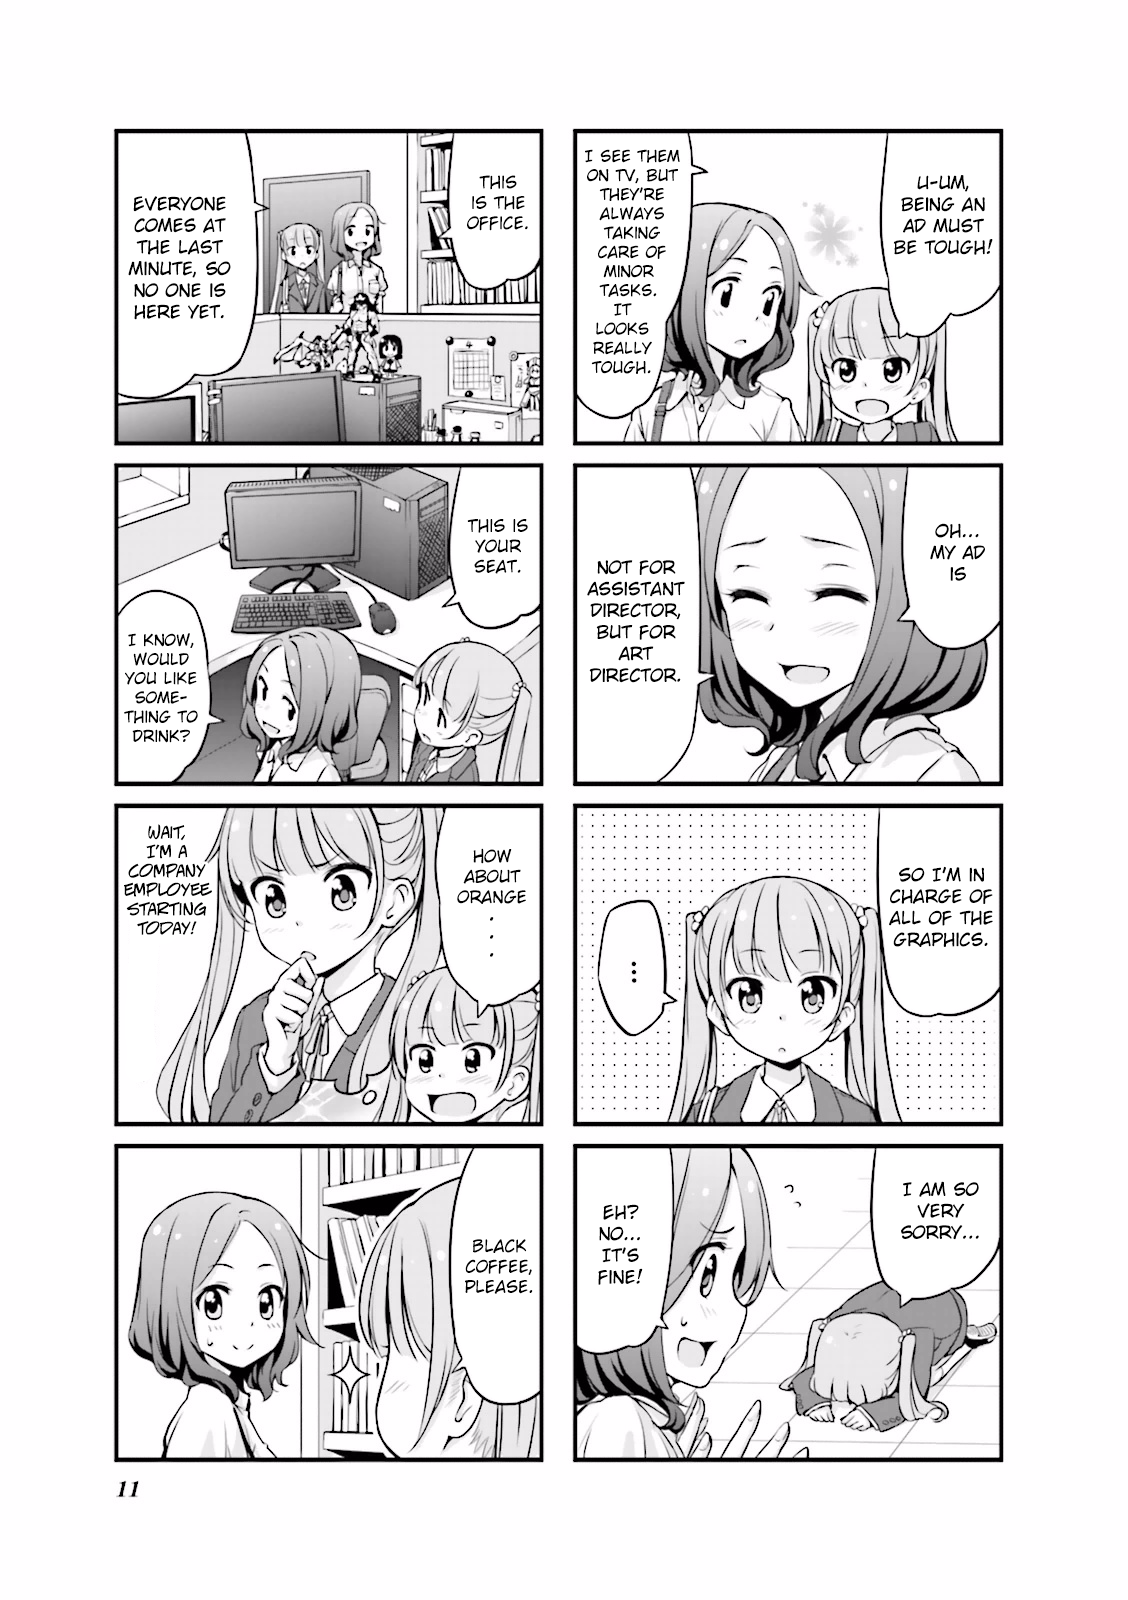 U-UM,
BEING AN
AD MUST
BE TOUGH!
I SEE THEM
ON TV, BUT
THEY'RE
ALWAYS
TAKING
CARE OF
MINOR
TASKS.
IT
LOOKS
REALLY
TOUGH.
OH...
MY AD
IS
NOT FOR
ASSISTANT
DIRECTOR,
BUT FOR
ART
DIRECTOR.
SO I'M IN
CHARGE OF
ALL OF THE
GRAPHICS.
...
I AM SO
VERY
SORRY...
EH?
NO...
IT'S
FINE!
THIS
IS THE
OFFICE.
EVERYONE
COMES AT
THE LAST
MINUTE, SO
NO ONE IS
HERE YET.
THIS IS
YOUR
SEAT.
I KNOW,
WOULD
YOU LIKE
SOME-
THING TO
DRINK?
HOW
ABOUT
ORANGE
...
WAIT,
I'M A
COMPANY
EMPLOYEE
STARTING
TODAY!
BLACK
COFFEE,
PLEASE.
11